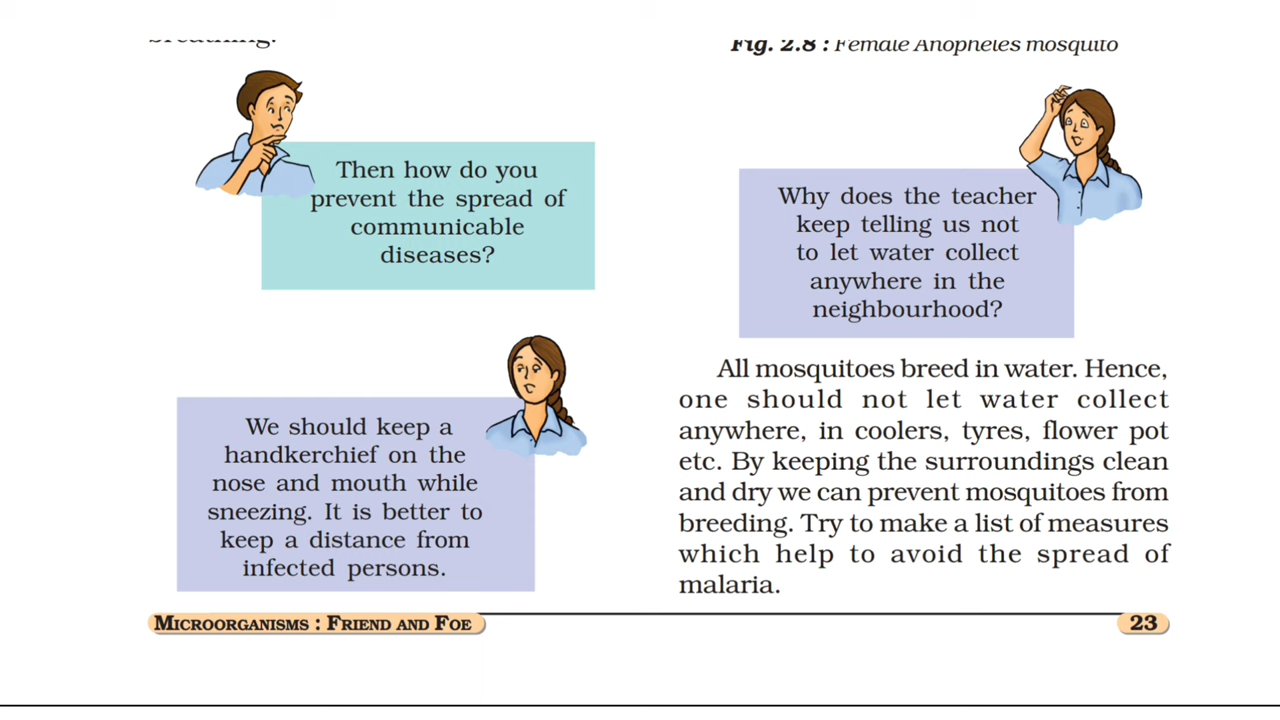 breathing.
Then how do you
prevent the spread of
communicable
diseases?
We should keep a
handkerchief on the
nose and mouth while
sneezing. It is better to
keep a distance from
infected persons.
Fig. 2.8 : Female Anopheles mosquito
Why does the teacher
keep telling us not
to let water collect
anywhere in the
neighbourhood?
All mosquitoes breed in water. Hence,
one should not let water collect
anywhere, in coolers, tyres, flower pot
etc. By keeping the surroundings clean
and dry we can prevent mosquitoes from
breeding. Try to make a list of measures
which help to avoid the spread of
malaria.
MICROORGANISMS : FRIEND AND FOE
23